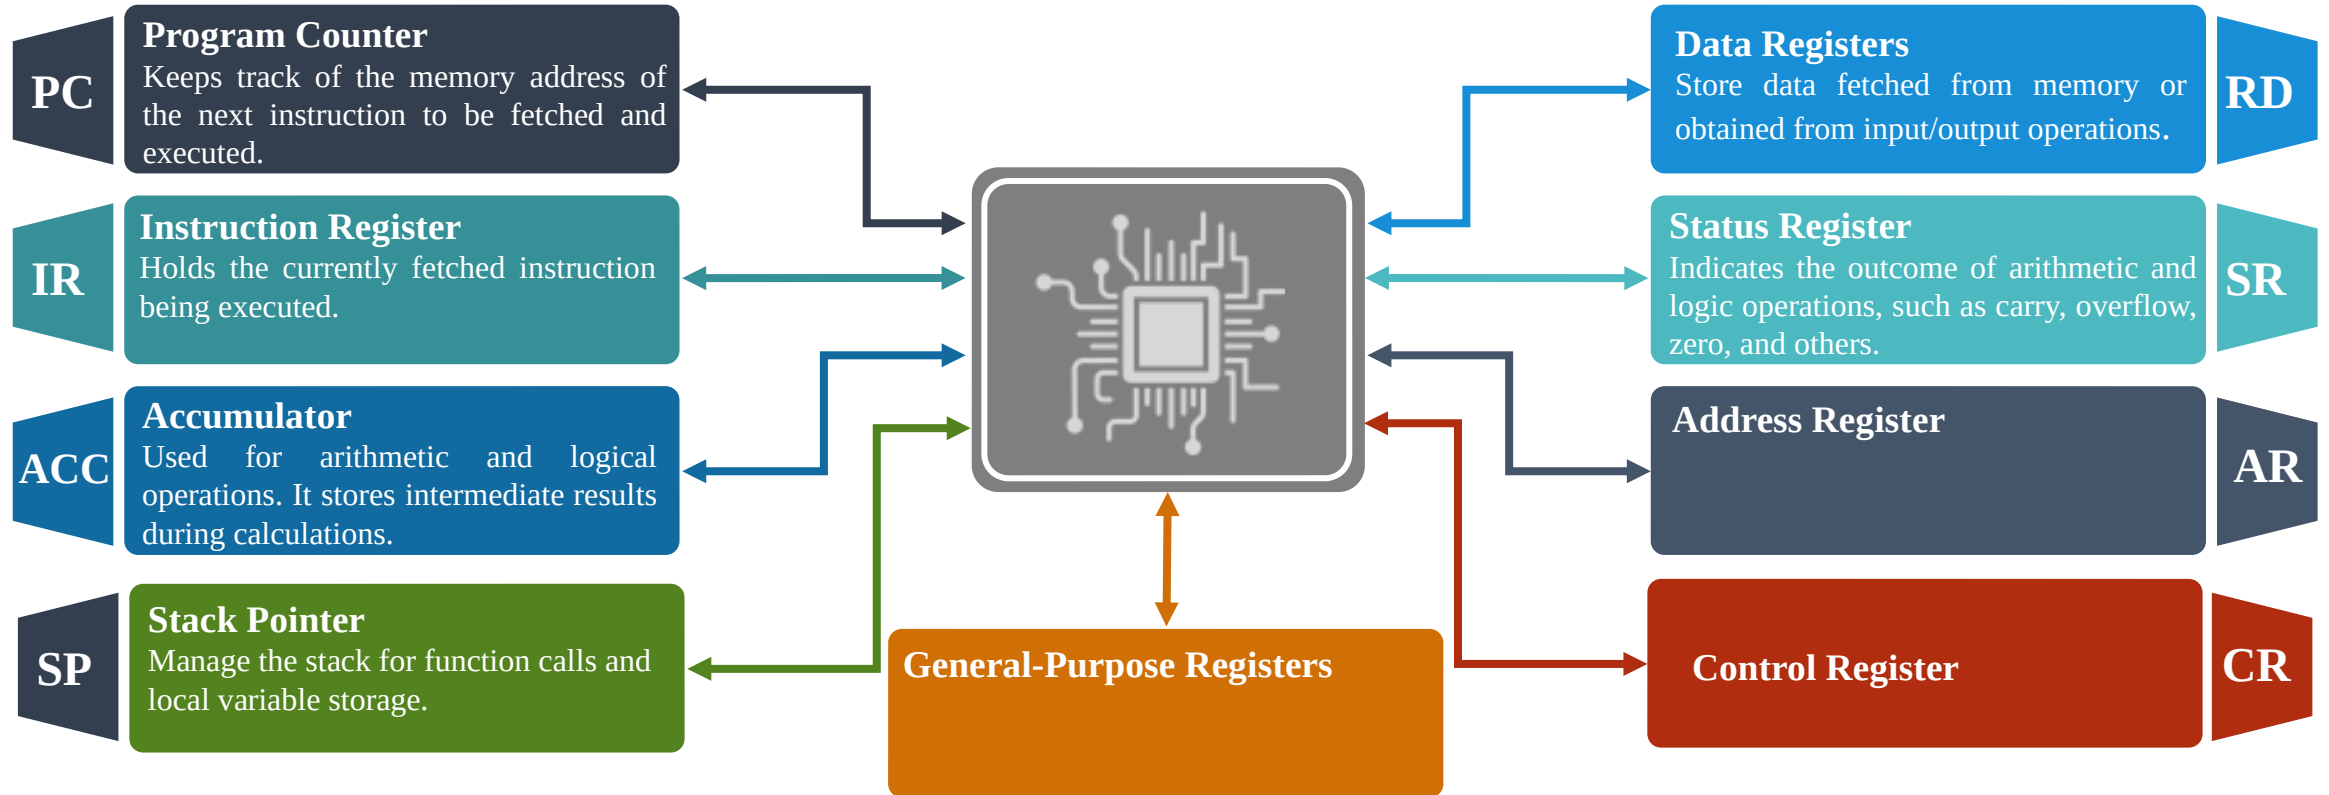 PC
Program Counter
Keeps track of the memory address of
the next instruction to be fetched and
executed.
IR
Instruction Register
Holds the currently fetched instruction
being executed.
ACC
Accumulator
Used for arithmetic and logical
operations. It stores intermediate results
during calculations.
SP
Stack Pointer
Manage the stack for function calls and
local variable storage.
General-Purpose Registers
Data Registers
Store data fetched from memory or
obtained from input/output operations.
RD
Status Register
Indicates the outcome of arithmetic and
logic operations, such as carry, overflow,
zero, and others.
SR
Address Register
AR
Control Register
CR